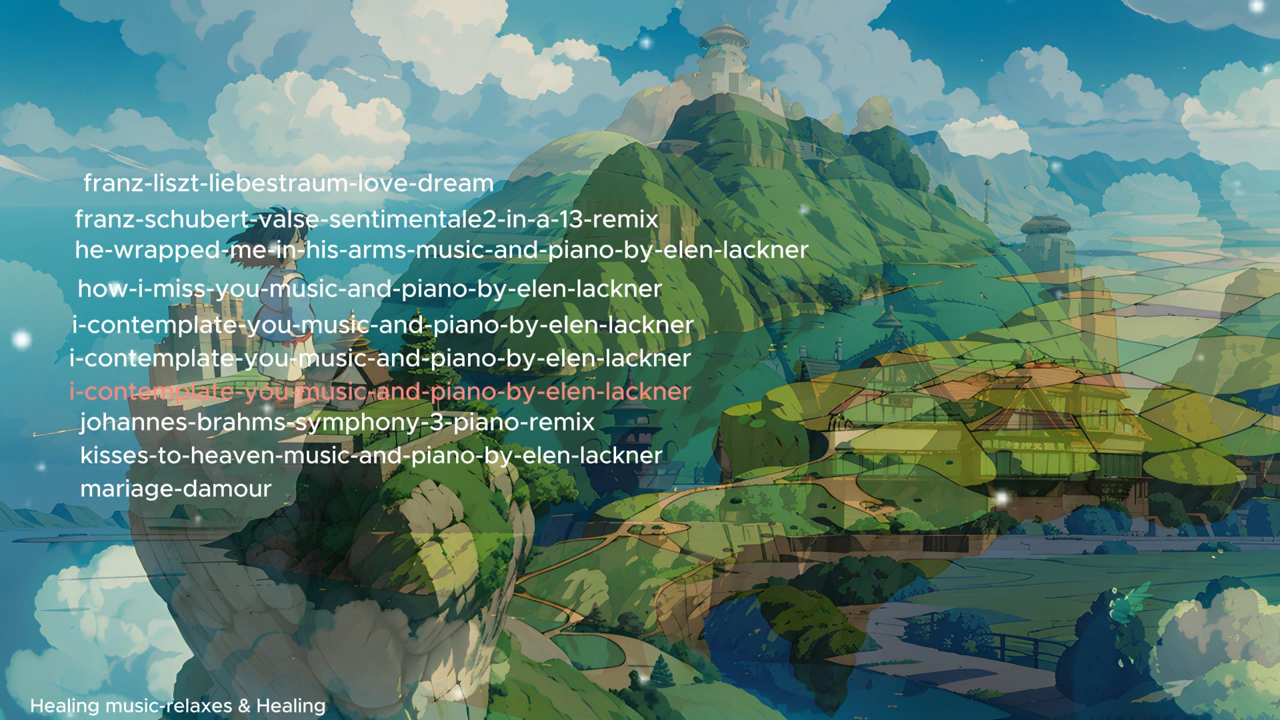 franz-liszt-liebestraum-love-dream
franz-schubert-valse-sentimentale2-in-a-13-remix
he-wrapped-me-in-his-arms-music-and-piano-by-elen-lackner
how-i-miss-you-music-and-piano-by-elen-lackner
i-contemplate-you-music-and-piano-by-elen-lackner
i-contemplate-you-music-and-piano-by-elen-lackner
i-contemplate-you-music-and-piano-by-elen-lackner
johannes-brahms-symphony-3-piano-remix
kisses-to-heaven-music-and-piano-by-elen-lackner
mariage-damour
Healing music-relaxes & Healing